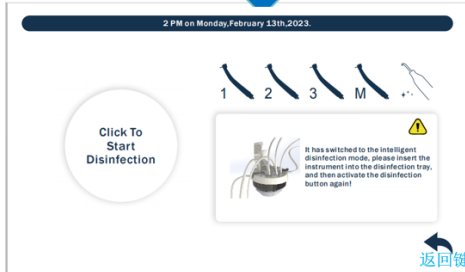 2 PM on Monday,February 13th,2023.
1 2 3 M
Click To
Start
Disinfection
It has switched to the intelligent
disinfection mode, please insert the
instrument into the disinfection tray,
and then activate the disinfection
button again!
返回键